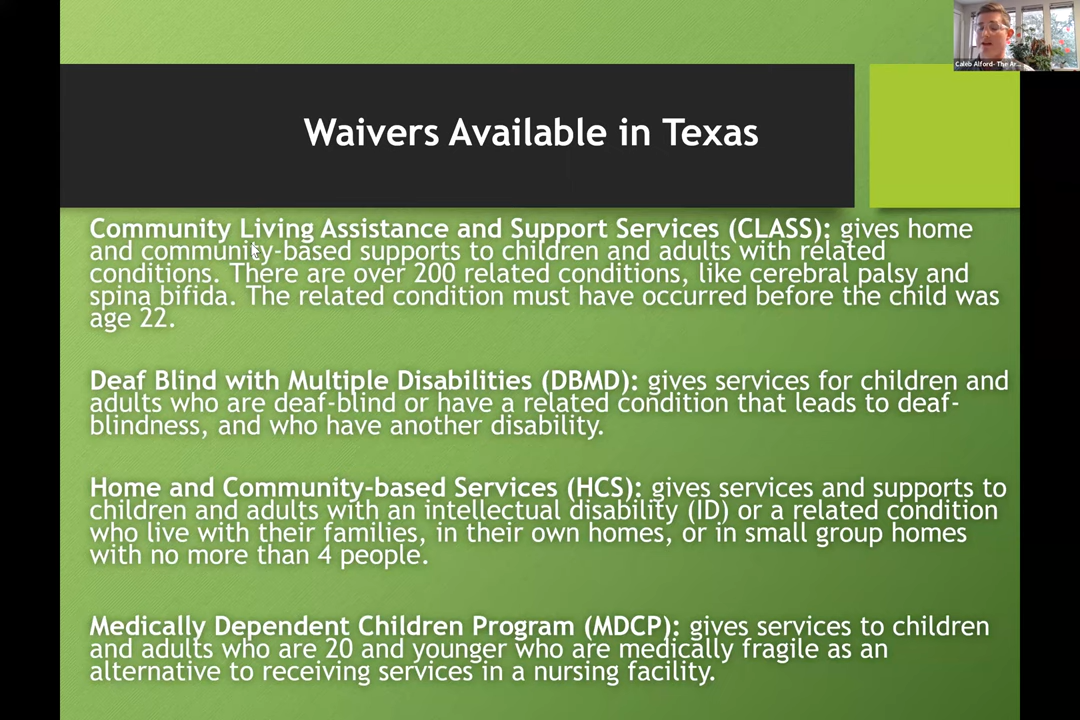 Caleb Alford- The Ar...
Waivers Available in Texas
Community Living Assistance and Support Services (CLASS): gives home
and community-based supports to children and adults with related
conditions. There are over 200 related conditions, like cerebral palsy and
spina bifida. The related condition must have occurred before the child was
age 22.
Deaf Blind with Multiple Disabilities (DBMD): gives services for children and
adults who are deaf-blind or have a related condition that leads to deaf-
blindness, and who have another disability.
Home and Community-based Services (HCS): gives services and supports to
children and adults with an intellectual disability (ID) or a related condition
who live with their families, in their own homes, or in small group homes
with no more than 4 people.
Medically Dependent Children Program (MDCP): gives services to children
and adults who are 20 and younger who are medically fragile as an
alternative to receiving services in a nursing facility.